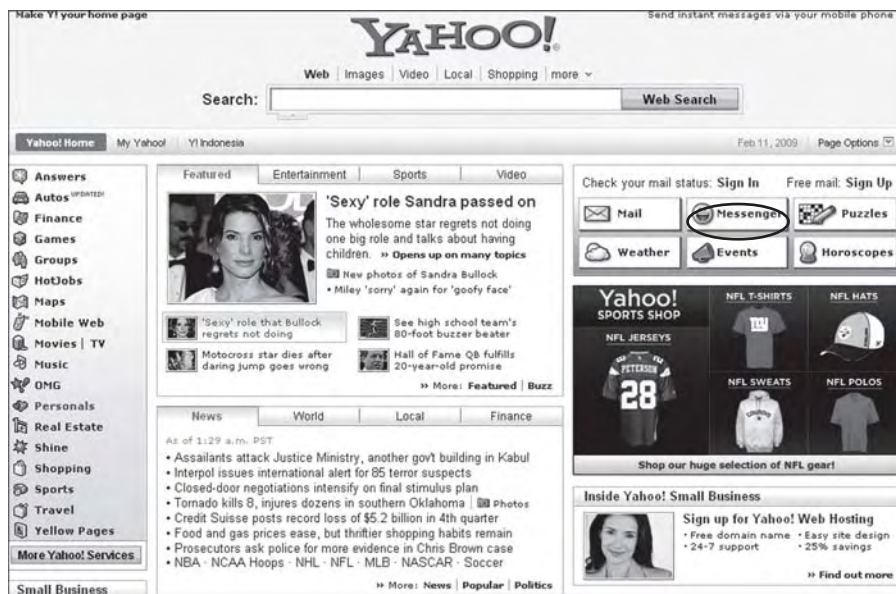 Make Y! your home page
Send instant messages via your mobile phone
YAHOO!
Web Images Video Local Shopping more
Search: Web Search
Yahoo! Home My Yahoo! Y! Indonesia Feb 11, 2009 Page Options
Answers
Autos UPDATED!
Finance
Games
Groups
HotJobs
Maps
Mobile Web
Movies | TV
Music
OMG
Personals
Real Estate
Shine
Shopping
Sports
Travel
Yellow Pages
More Yahoo! Services
Small Business
Featured Entertainment Sports Video
'Sexy' role Sandra passed on
The wholesome star regrets not doing
one big role and talks about having
children. » Opens up on many topics
New photos of Sandra Bullock
• Miley 'sorry' again for 'goofy face'
'Sexy' role that Bullock
regrets not doing
See high school team's
80-foot buzzer beater
Motocross star dies after
daring jump goes wrong
Hall of Fame QB fulfills
20-year-old promise
» More: Featured | Buzz
News World Local Finance
As of 1:29 a.m. PST
• Assailants attack Justice Ministry, another gov't building in Kabul
• Interpol issues international alert for 85 terror suspects
• Closed-door negotiations intensify on final stimulus plan
• Tornado kills 8, injures dozens in southern Oklahoma | Photos
• Credit Suisse posts record loss of $5.2 billion in 4th quarter
• Food and gas prices ease, but thriftier shopping habits remain
• Prosecutors ask police for more evidence in Chris Brown case
• NBA · NCAA Hoops · NHL · NFL · MLB · NASCAR · Soccer
» More: News | Popular | Politics
Check your mail status: Sign In Free mail: Sign Up
Mail Messenger Puzzles
Weather Events Horoscopes
Yahoo!
SPORTS SHOP
NFL T-SHIRTS NFL HATS
NFL JERSEYS
PETERSON
28
NFL SWEATS NFL POLOS
Shop our huge selection of NFL gear!
Inside Yahoo! Small Business
Sign up for Yahoo! Web Hosting
· Free domain name · Easy site design
· 24-7 support · 25% savings
» Find out more